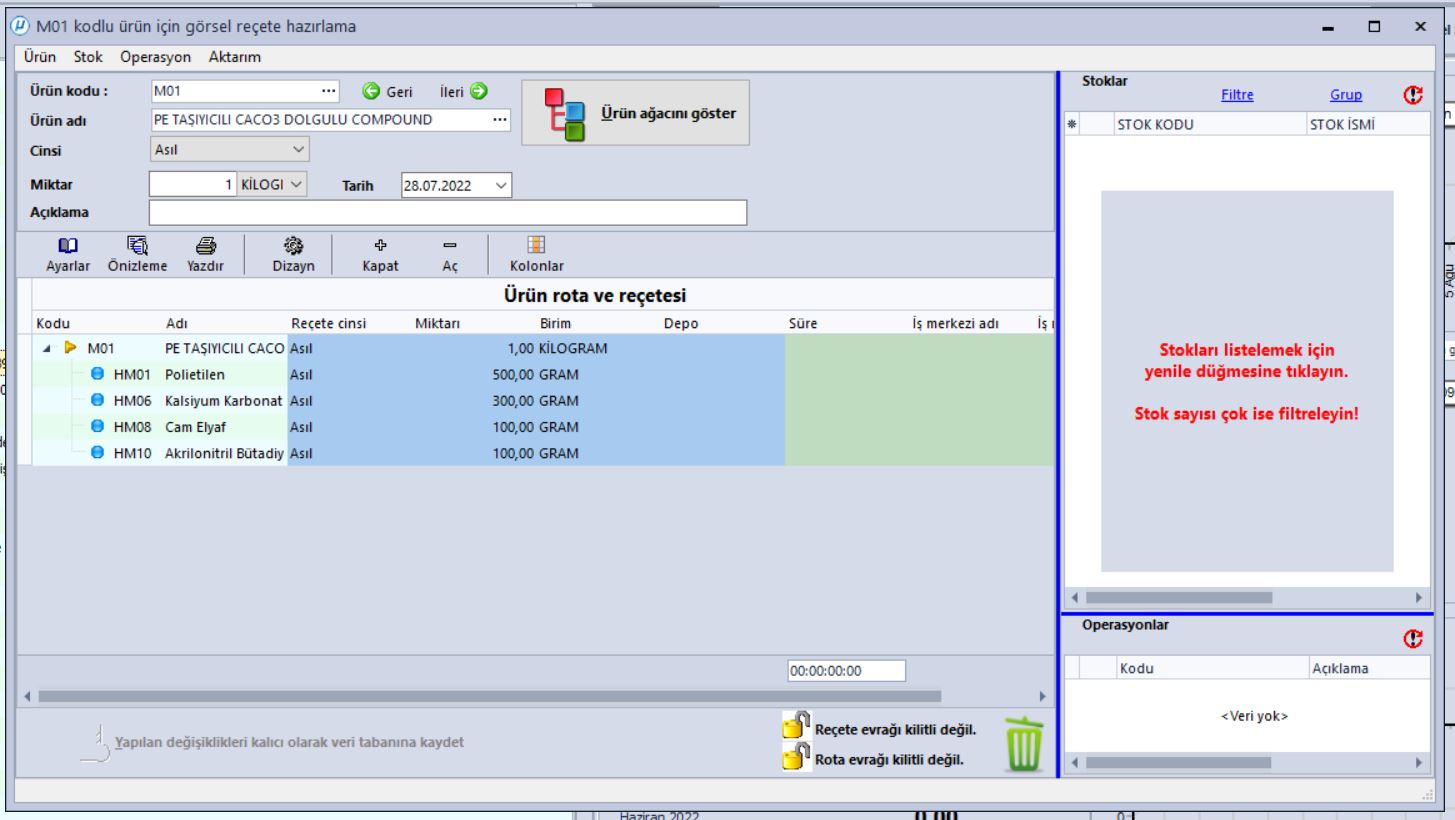 M01 kodlu ürün için görsel reçete hazırlama
Ürün Stok Operasyon Aktarım
Ürün kodu : M01 ... Geri İleri
Ürün ağacını göster
Ürün adı PE TAŞIYICILI CACO3 DOLGULU COMPOUND ...
Cinsi Asıl
Miktar 1 KİLOGI Tarih 28.07.2022
Açıklama
Ayarlar Önizleme Yazdır Dizayn Kapat Aç Kolonlar
Ürün rota ve reçetesi
Kodu Adı Reçete cinsi Miktarı Birim Depo Süre İş merkezi adı
M01 PE TAŞIYICILI CACO Asıl 1,00 KİLOGRAM
HM01 Polietilen Asıl 500,00 GRAM
HM06 Kalsiyum Karbonat Asıl 300,00 GRAM
HM08 Cam Elyaf Asıl 100,00 GRAM
HM10 Akrilonitril Bütadiy Asıl 100,00 GRAM
00:00:00:00
Yapılan değişiklikleri kalıcı olarak veri tabanına kaydet
Reçete evrağı kilitli değil.
Rota evrağı kilitli değil.
Stoklar
Filtre Grup
STOK KODU STOK İSMİ
Stokları listelemek için
yenile düğmesine tıklayın.
Stok sayısı çok ise filtreleyin!
Operasyonlar
Kodu Açıklama
<Veri yok>
Haziran 2022 0,00
5 Ağu